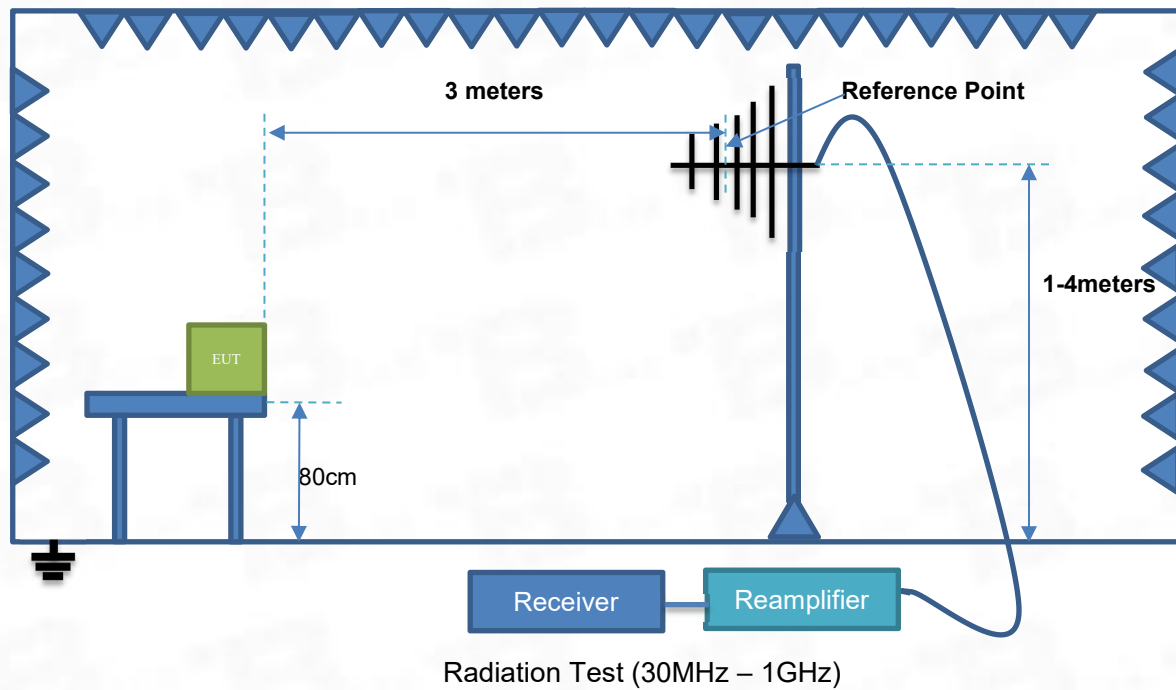 3 meters
Reference Point
1-4meters
EUT
80cm
Receiver
Reamplifier
Radiation Test (30MHz – 1GHz)